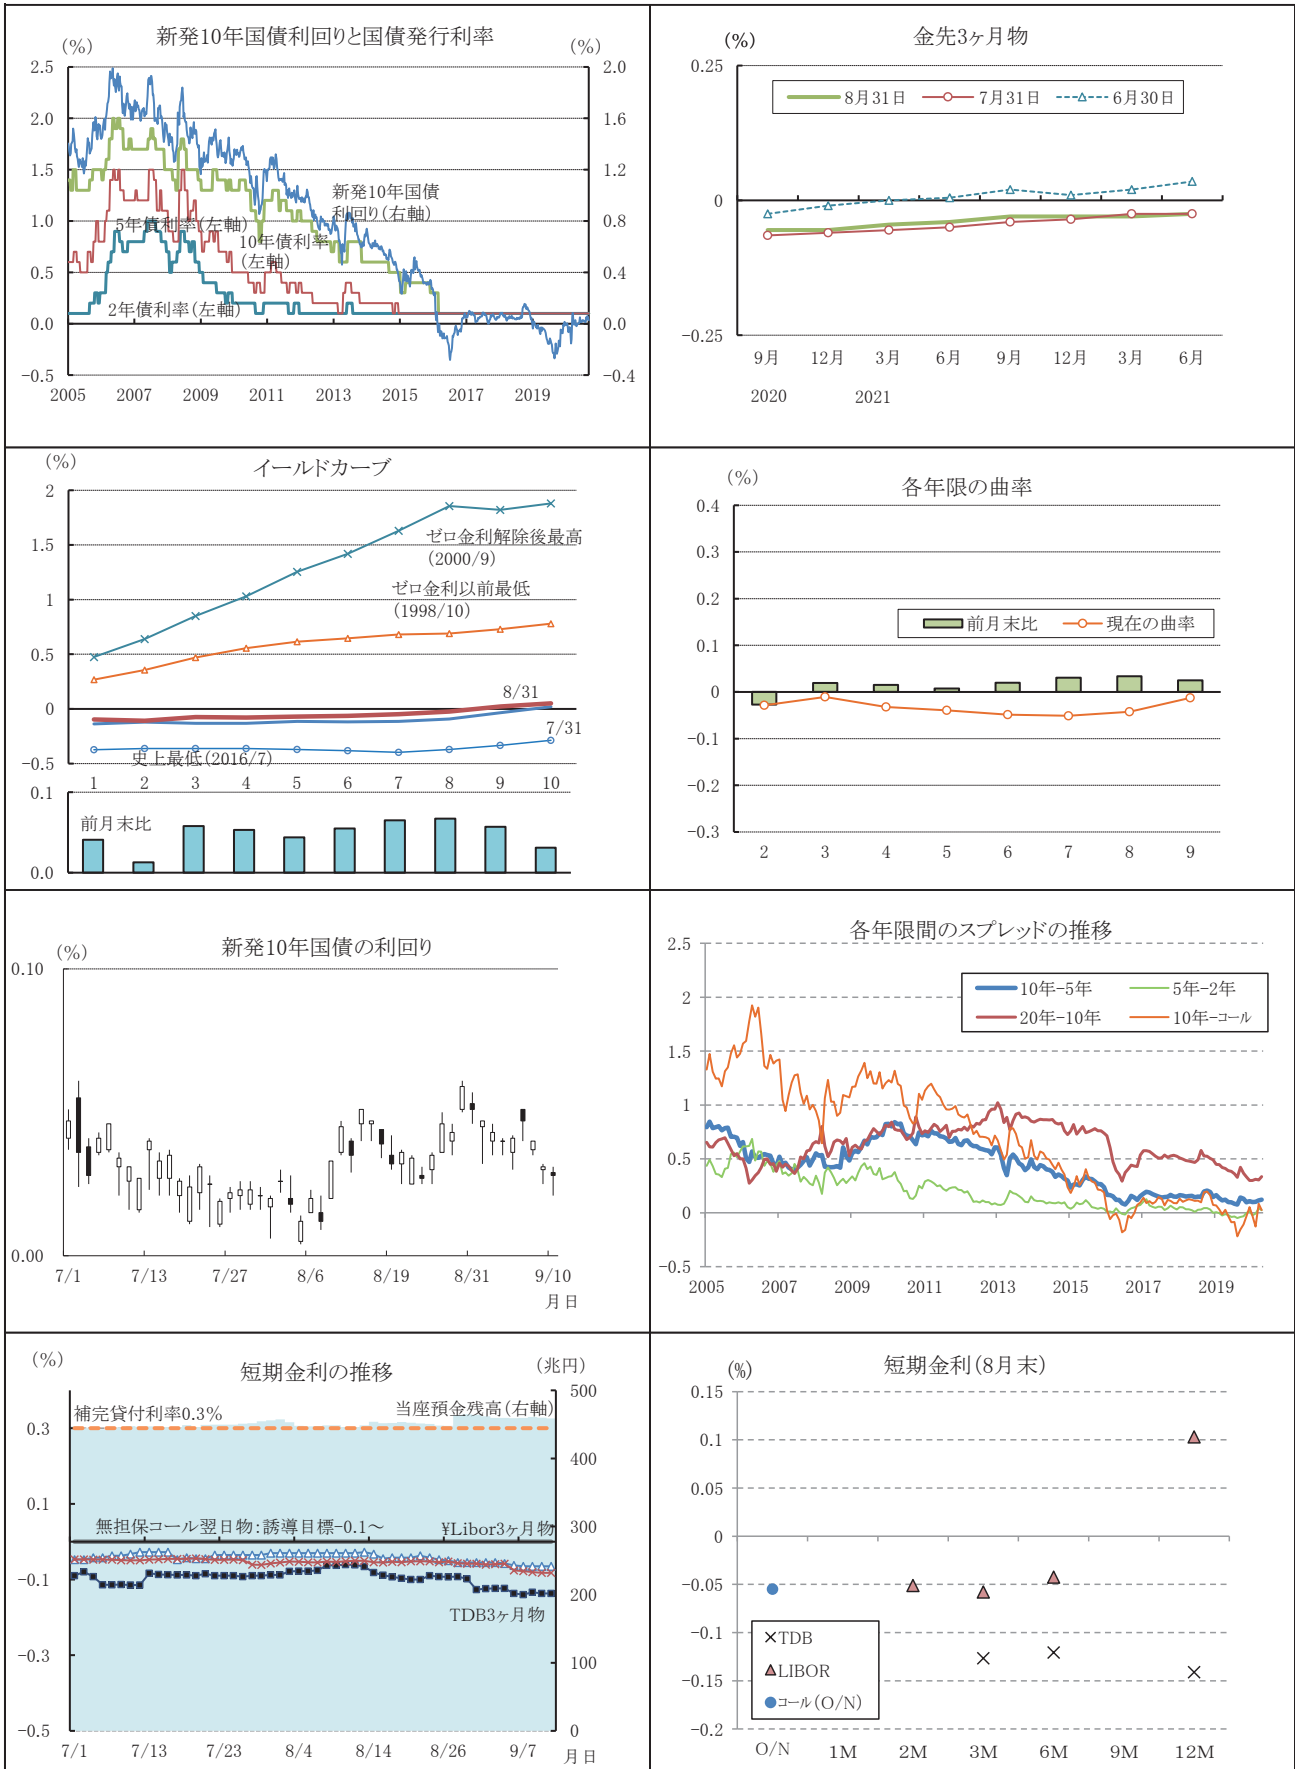 新発10年国債利回りと国債発行利率
(%)
(%)
2.5
2.0
1.5
1.0
0.5
0.0
-0.5
2.0
1.6
1.2
0.8
0.4
0.0
-0.4
新発10年国債
利回り(右軸)
5年債利率(左軸)
10年債利率
(左軸)
2年債利率(左軸)
2005 2007 2009 2011 2013 2015 2017 2019
金先3ヶ月物
(%)
0.25
0
-0.25
8月31日 7月31日 6月30日
9月 12月 3月 6月 9月 12月 3月 6月
2020 2021
イールドカーブ
(%)
2
1.5
1
0.5
0
-0.5
ゼロ金利解除後最高
(2000/9)
ゼロ金利以前最低
(1998/10)
8/31
7/31
史上最低(2016/7)
1 2 3 4 5 6 7 8 9 10
0.1
前月末比
0.0
各年限の曲率
(%)
0.4
0.3
0.2
0.1
0
-0.1
-0.2
-0.3
前月末比 現在の曲率
2 3 4 5 6 7 8 9
新発10年国債の利回り
(%)
0.10
0.00
7/1 7/13 7/27 8/6 8/19 8/31 9/10
月日
各年限間のスプレッドの推移
2.5
2
1.5
1
0.5
0
-0.5
10年-5年 5年-2年
20年-10年 10年-コール
2005 2007 2009 2011 2013 2015 2017 2019
短期金利の推移
(%)
(兆円)
補完貸付利率0.3%
当座預金残高(右軸)
0.3
0.1
-0.1
-0.3
-0.5
500
400
300
200
100
0
無担保コール翌日物:誘導目標-0.1~
¥Libor3ヶ月物
TDB3ヶ月物
7/1 7/13 7/23 8/4 8/14 8/26 9/7
月日
短期金利(8月末)
(%)
0.15
0.1
0.05
0
-0.05
-0.1
-0.15
-0.2
TDB
LIBOR
コール(O/N)
O/N 1M 2M 3M 6M 9M 12M